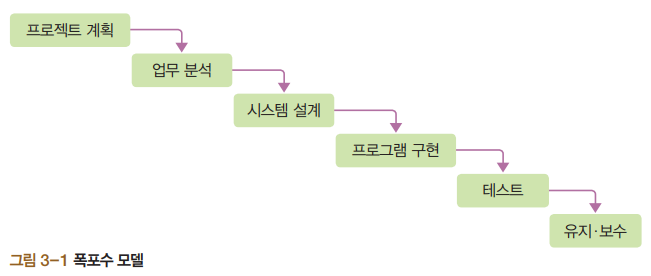 프로젝트 계획
업무 분석
시스템 설계
프로그램 구현
테스트
유지·보수
그림 3-1 폭포수 모델